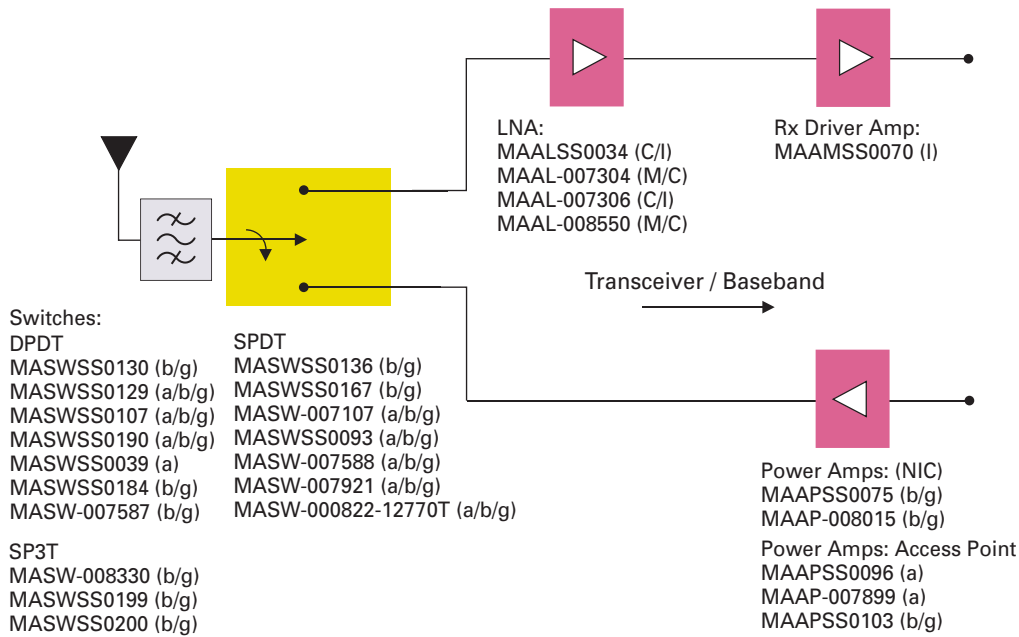 LNA:
MAALSS0034 (C/I)
MAAL-007304 (M/C)
MAAL-007306 (C/I)
MAAL-008550 (M/C)
Rx Driver Amp:
MAAMSS0070 (I)
Transceiver / Baseband
Switches:
DPDT
MASWSS0130 (b/g)
MASWSS0129 (a/b/g)
MASWSS0107 (a/b/g)
MASWSS0190 (a/b/g)
MASWSS0039 (a)
MASWSS0184 (b/g)
MASW-007587 (b/g)
SP3T
MASW-008330 (b/g)
MASWSS0199 (b/g)
MASWSS0200 (b/g)
SPDT
MASWSS0136 (b/g)
MASWSS0167 (b/g)
MASW-007107 (a/b/g)
MASWSS0093 (a/b/g)
MASW-007588 (a/b/g)
MASW-007921 (a/b/g)
MASW-000822-12770T (a/b/g)
Power Amps: (NIC)
MAAPSS0075 (b/g)
MAAP-008015 (b/g)
Power Amps: Access Point
MAAPSS0096 (a)
MAAP-007899 (a)
MAAPSS0103 (b/g)